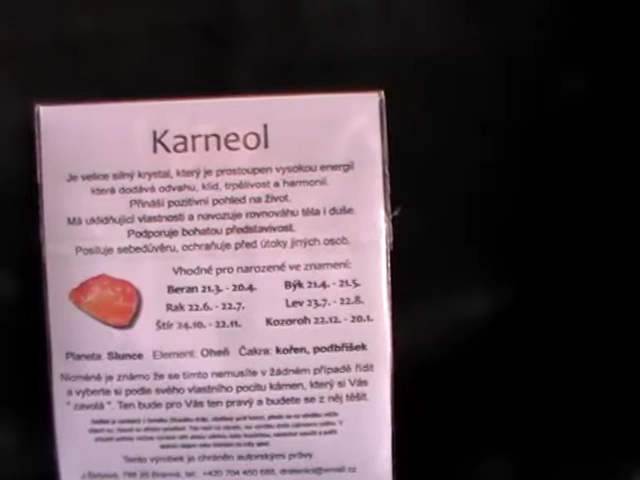 Karneol
Je velice silný krystal, který je prostoupen vysokou energií
která dodává odvahu, klid, trpělivost a harmonii.
Přináší pozitivní pohled na život.
Má uklidňující vlastnosti a navozuje rovnováhu těla i duše.
Podporuje bohatou představivost.
Posiluje sebedůvěru, ochraňuje před útoky jiných osob.
Vhodné pro narozené ve znamení:
Beran 21.3. - 20.4. Býk 21.4. - 21.5.
Rak 22.6. - 22.7. Lev 23.7. - 22.8.
Štír 24.10. - 22.11. Kozoroh 22.12. - 20.1.
Planeta: Slunce Element: Oheň Čakra: kořen, podbřišek
Nicméně je známo že se tímto nemusíte v žádném případě řídit
a vyberte si podle svého vlastního pocitu kámen, který si Vás
" zavolá ". Ten bude pro Vás ten pravý a budete se z něj těšit.
Tento výrobek je chráněn autorskými právy